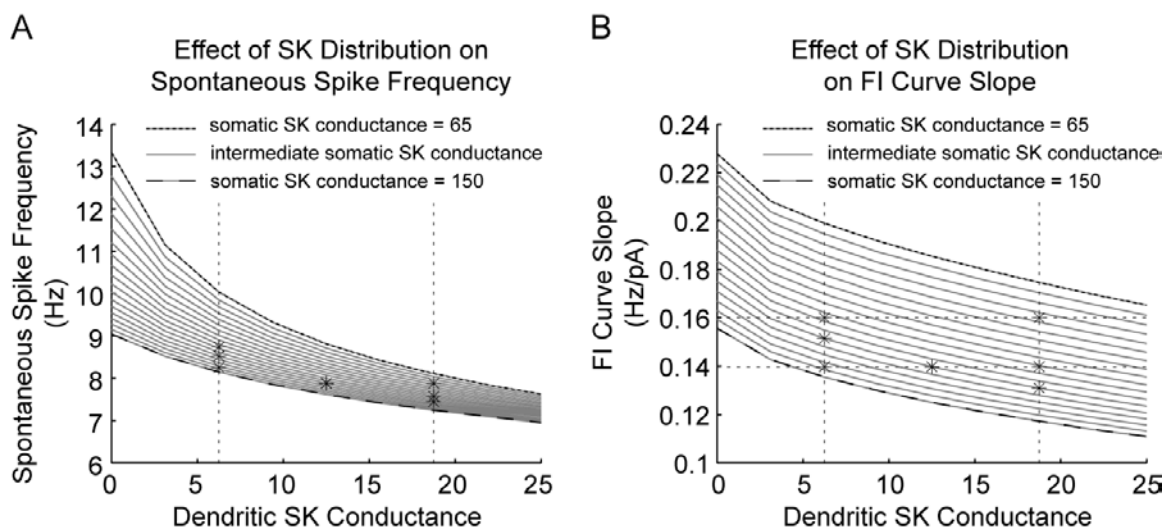 A
Effect of SK Distribution on
Spontaneous Spike Frequency
Spontaneous Spike Frequency
(Hz)
14
13
12
11
10
9
8
7
6
somatic SK conductance = 65
intermediate somatic SK conductance
somatic SK conductance = 150
0 5 10 15 20 25
Dendritic SK Conductance
B
Effect of SK Distribution
on FI Curve Slope
FI Curve Slope
(Hz/pA)
0.24
0.22
0.2
0.18
0.16
0.14
0.12
0.1
somatic SK conductance = 65
intermediate somatic SK conductance
somatic SK conductance = 150
0 5 10 15 20 25
Dendritic SK Conductance